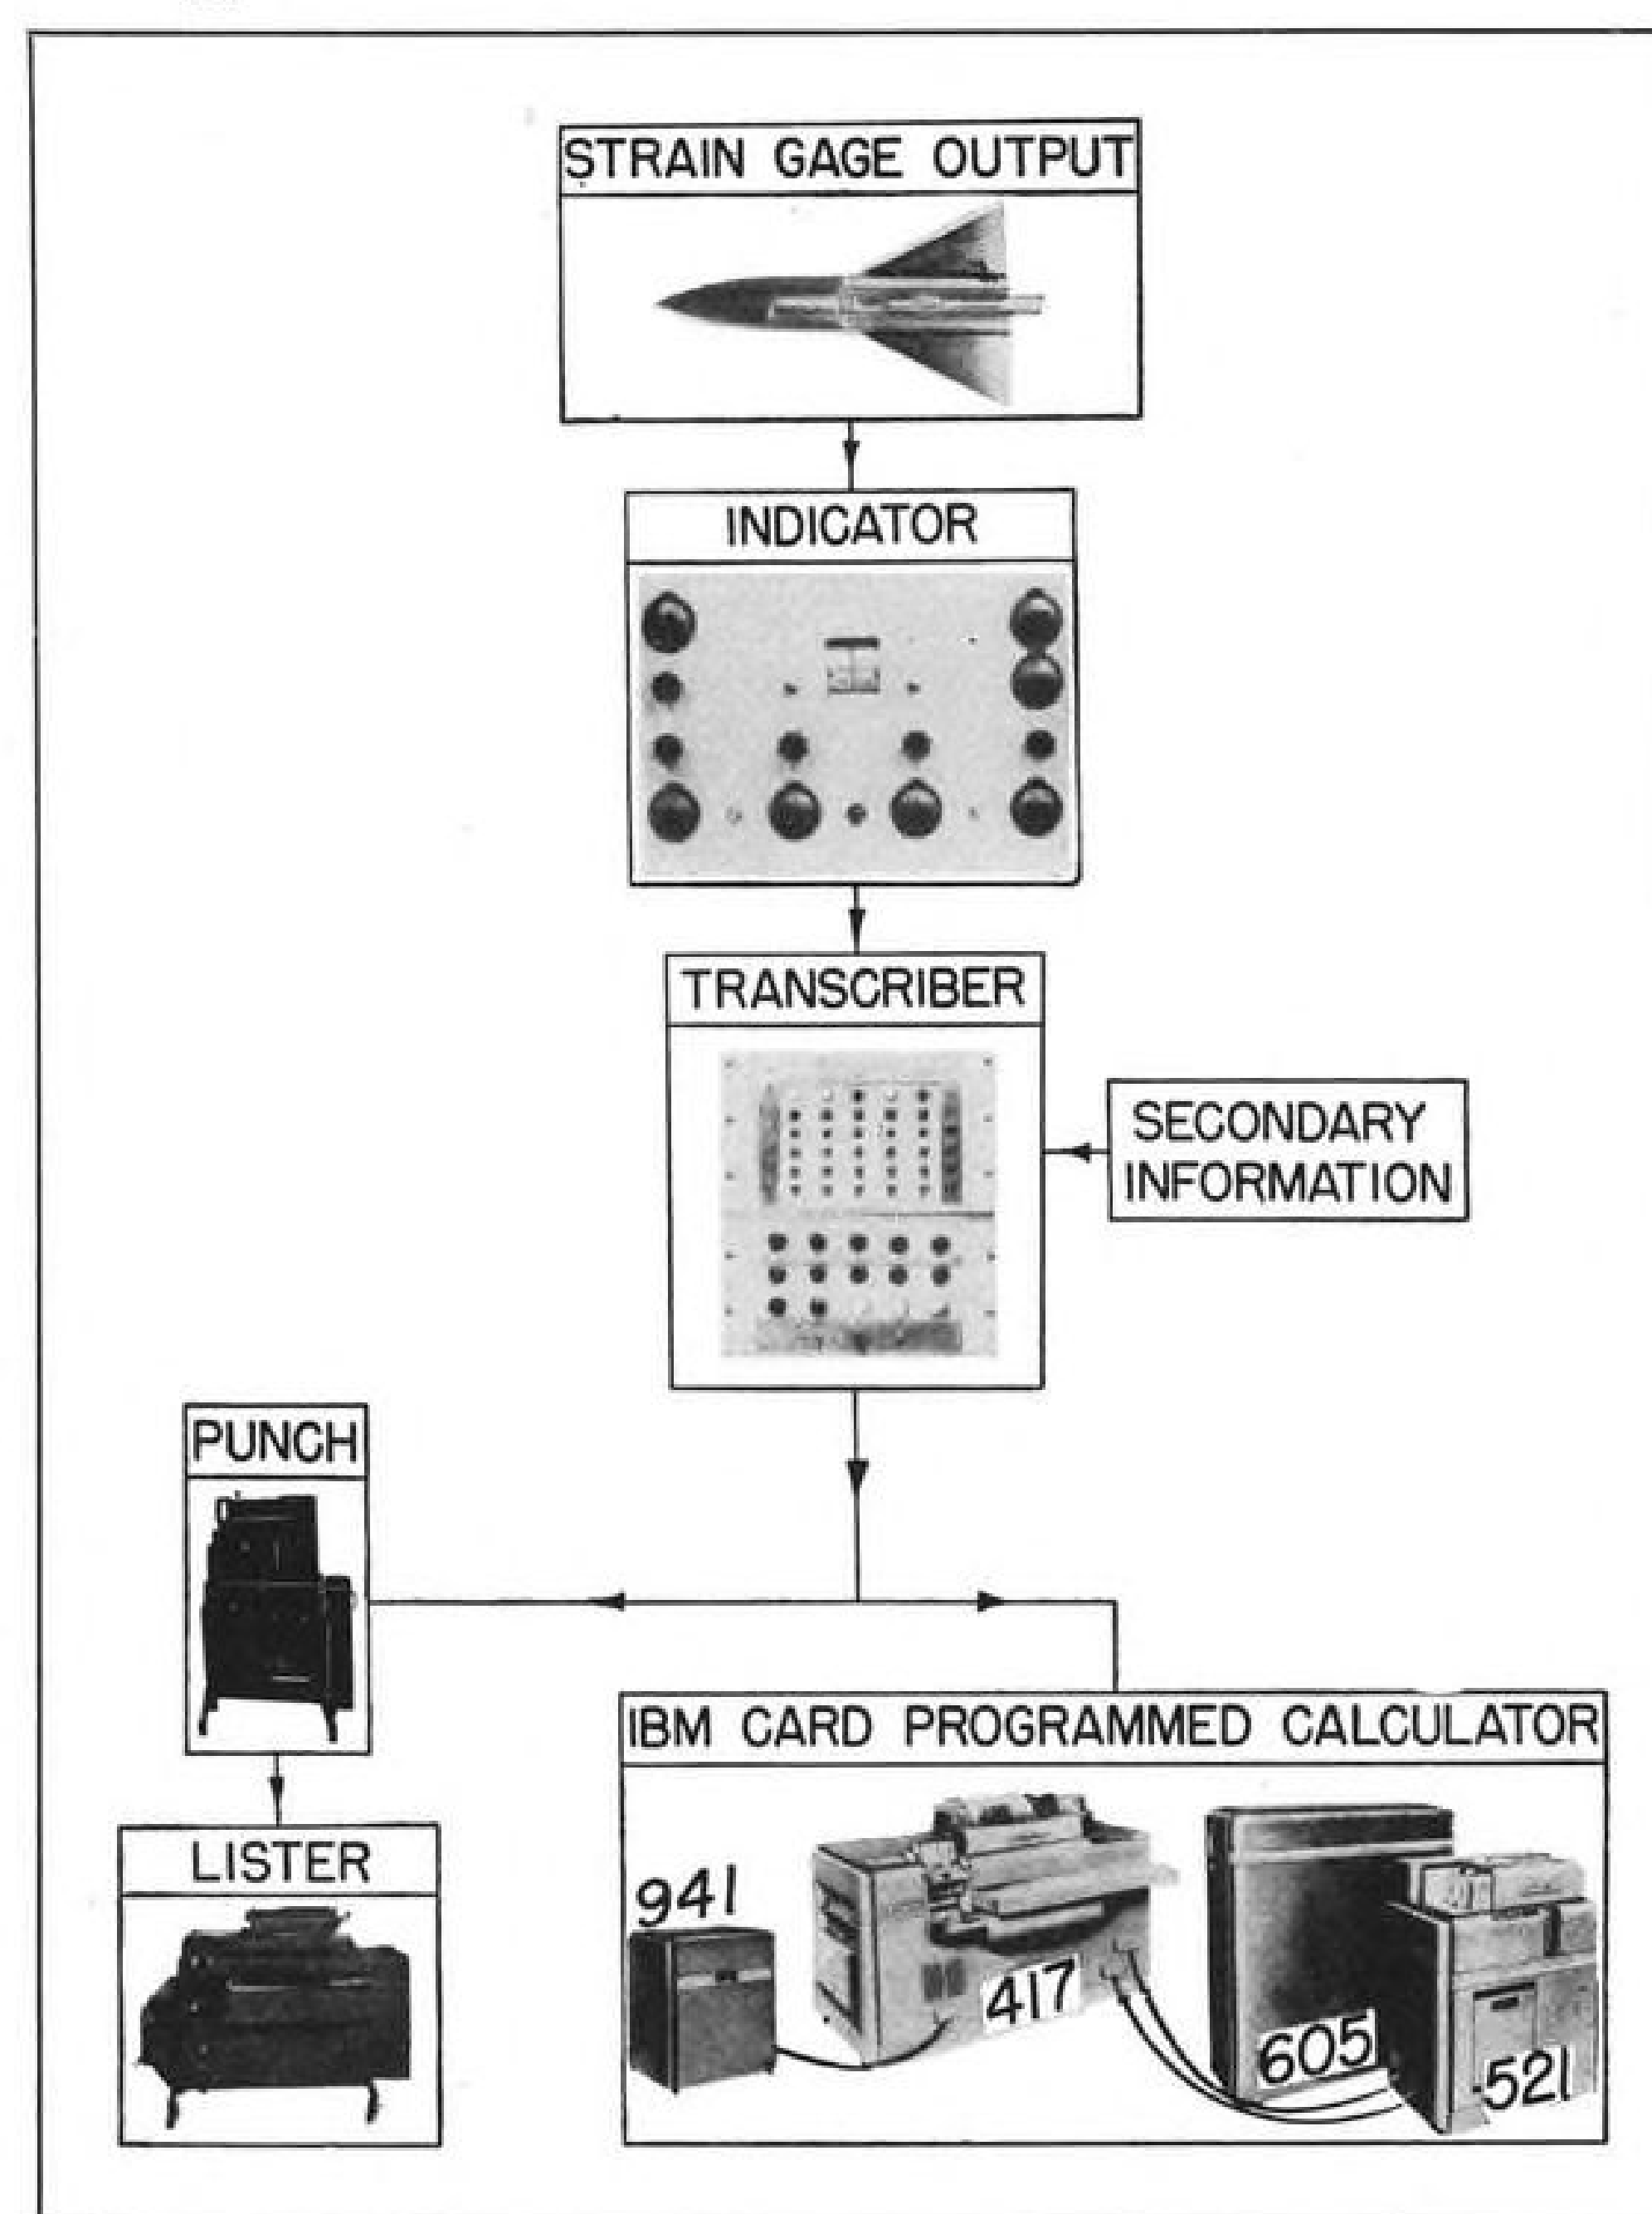 STRAIN GAGE OUTPUT
INDICATOR
TRANSCRIBER
SECONDARY
INFORMATION
PUNCH
LISTER
IBM CARD PROGRAMMED CALCULATOR
941
417
605
521